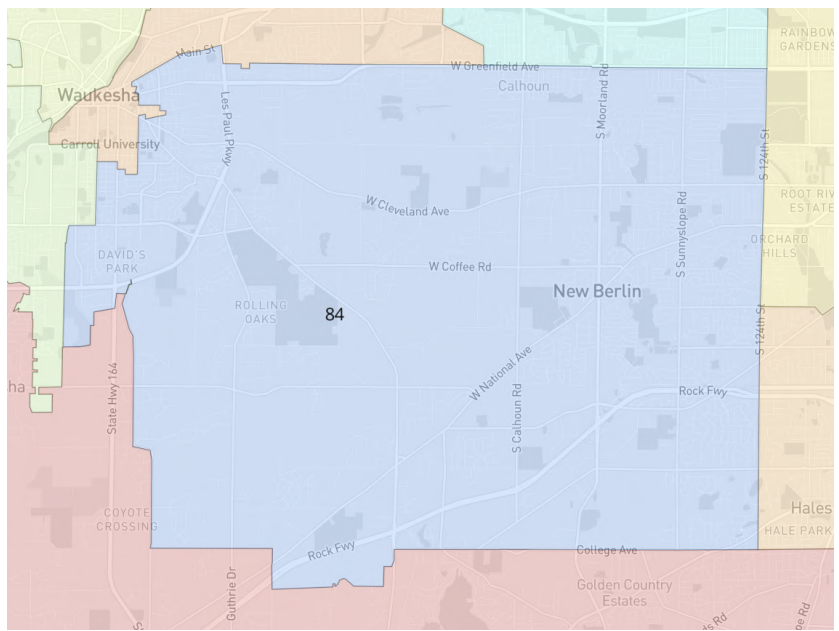 RAINBOW
GARDENS
Main St
W Greenfield Ave
Calhoun
Waukesha
Les Paul Pkwy
S Moorland Rd
Carroll University
S 124th St
W Cleveland Ave
S Sunnyslope Rd
ROOT RIV
ESTATE
ORCHARD
HILLS
DAVID'S
PARK
W Coffee Rd
New Berlin
ROLLING
OAKS
84
S 124th St
W National Ave
sha
State Hwy 164
S Calhoun Rd
Rock Fwy
COYOTE
CROSSING
Hales
HALE PARK
Rock Fwy
College Ave
Guthrie Dr
Golden Country
Estates